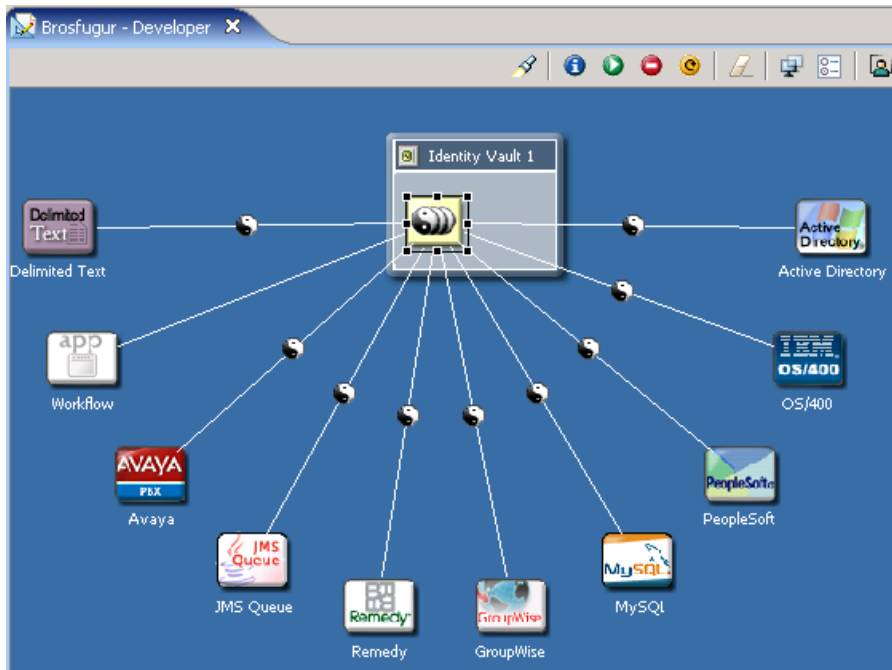 Brosfugur - Developer
Identity Vault 1
Delimited
Text
Delimited Text
Active
Directory
Active Directory
app
Workflow
IBM
OS/400
OS/400
AVAYA
PBX
Avaya
PeopleSoft
PeopleSoft
JMS
Queue
JMS Queue
MySQL
MySQl
Remedy
Remedy
GroupWise
GroupWise